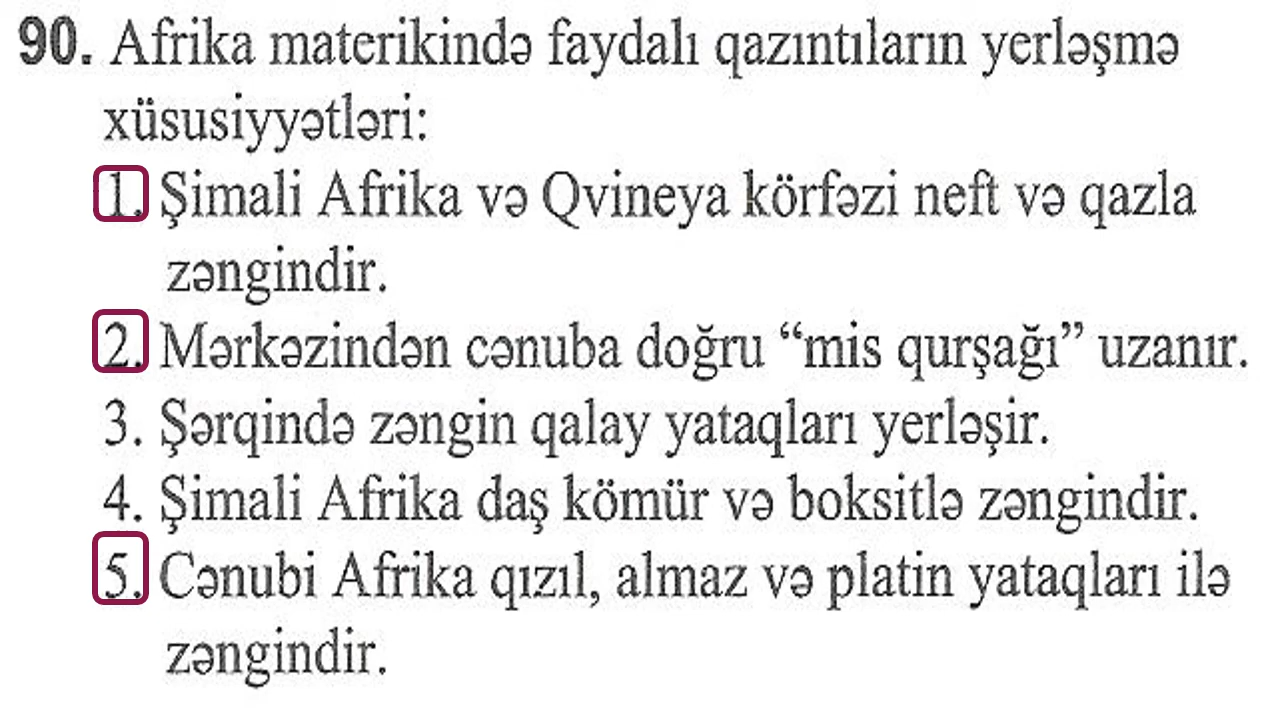 90. Afrika materikində faydalı qazıntıların yerləşmə
xüsusiyyətləri:
1. Şimali Afrika və Qvineya körfəzi neft və qazla
zəngindir.
2. Mərkəzindən cənuba doğru “mis qurşağı” uzanır.
3. Şərqində zəngin qalay yataqları yerləşir.
4. Şimali Afrika daş kömür və boksitlə zəngindir.
5. Cənubi Afrika qızıl, almaz və platin yataqları ilə
zəngindir.